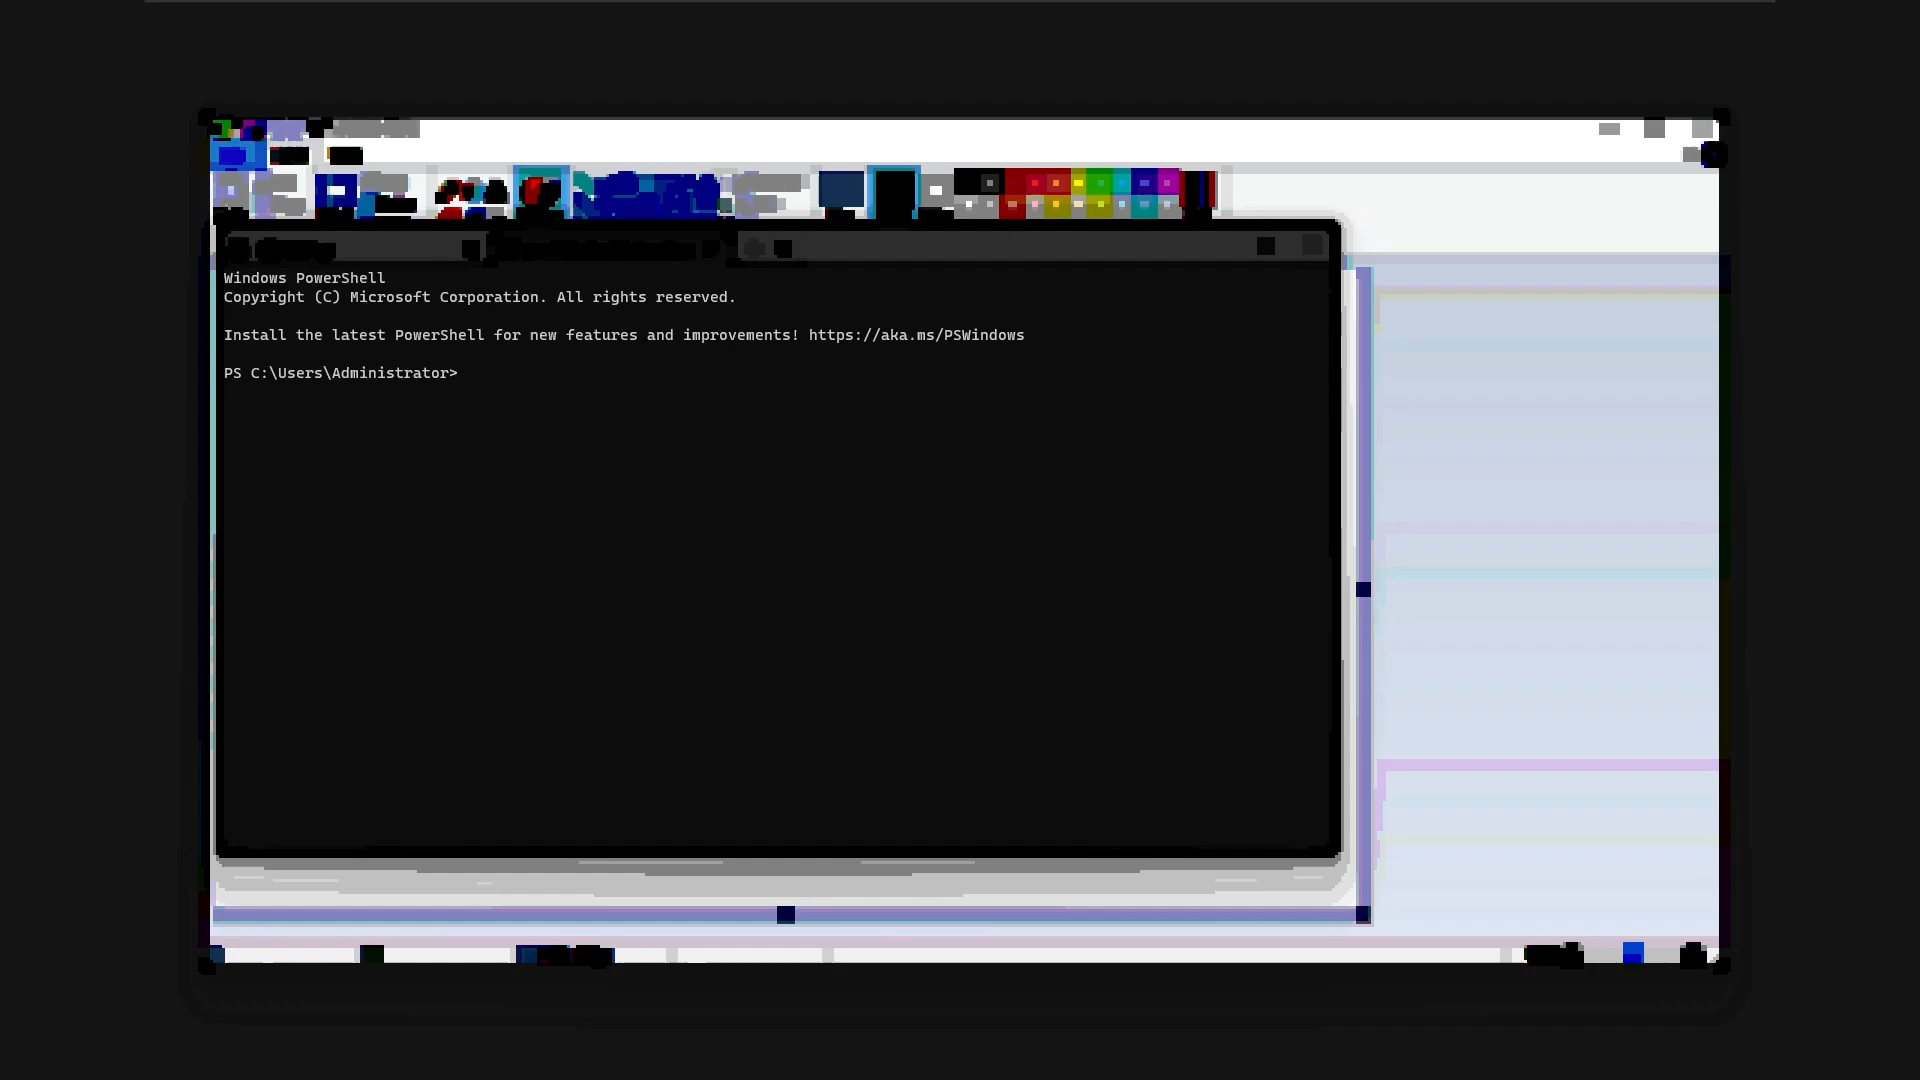 Windows PowerShell
Copyright (C) Microsoft Corporation. All rights reserved.
Install the latest PowerShell for new features and improvements! https://aka.ms/PSWindows
PS C:\Users\Administrator>